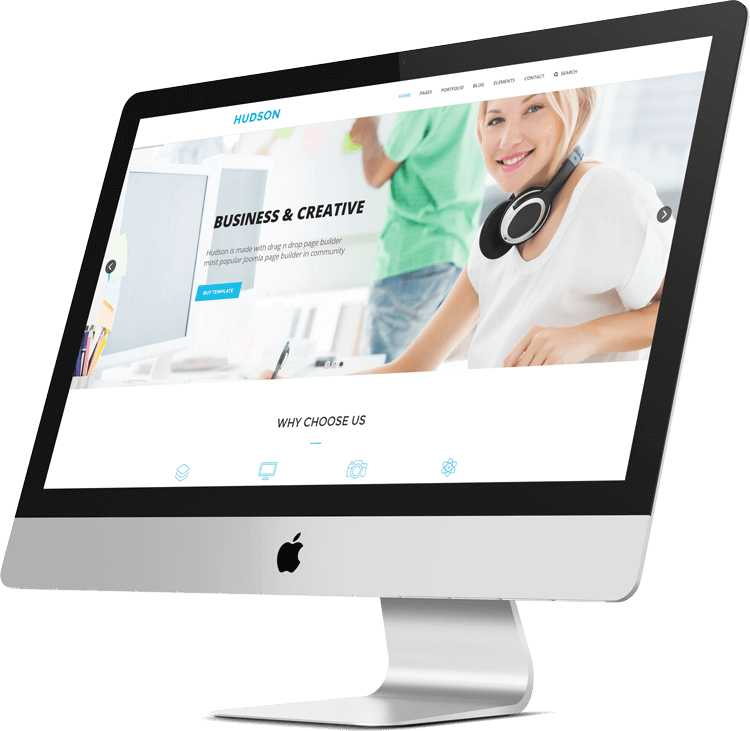 HUDSON
HOME PAGES PORTFOLIO BLOG ELEMENTS CONTACT SEARCH
BUSINESS & CREATIVE
Hudson is made with drag n drop page builder
most popular Joomla page builder in community
BUY TEMPLATE
WHY CHOOSE US